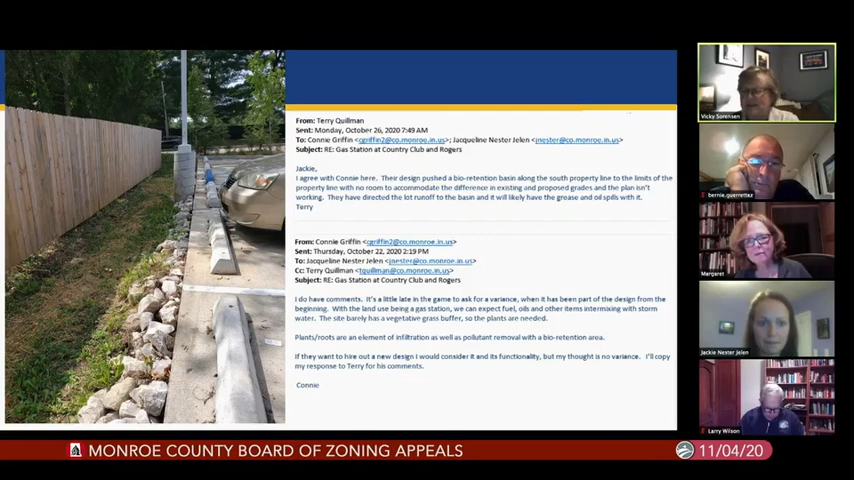 From: Terry Quillman
Sent: Monday, October 26, 2020 7:49 AM
To: Connie Griffin <cgriffin2@co.monroe.in.us>; Jacqueline Nester Jelen <jnester@co.monroe.in.us>
Subject: RE: Gas Station at Country Club and Rogers
Jackie,
I agree with Connie here. Their design pushed a bio-retention basin along the south property line to the limits of the
property line with no room to accommodate the difference in existing and proposed grades and the plan isn't
working. They have directed the lot runoff to the basin and it will likely have the grease and oil spills with it.
Terry
From: Connie Griffin <cgriffin2@co.monroe.in.us>
Sent: Thursday, October 22, 2020 2:19 PM
To: Jacqueline Nester Jelen <jnester@co.monroe.in.us>
Cc: Terry Quillman <tquillman@co.monroe.in.us>
Subject: RE: Gas Station at Country Club and Rogers
I do have comments. It's a little late in the game to ask for a variance, when it has been part of the design from the
beginning. With the land use being a gas station, we can expect fuel, oils and other items intermixing with storm
water. The site barely has a vegetative grass buffer, so the plants are needed.
Plants/roots are an element of infiltration as well as pollutant removal with a bio-retention area.
If they want to hire out a new design I would consider it and its functionality, but my thought is no variance. I'll copy
my response to Terry for his comments.
Connie
Vicky Sorensen
bernie.guerrettaz
Margaret
Jackie Nester Jelen
Larry Wilson
MONROE COUNTY BOARD OF ZONING APPEALS
11/04/20